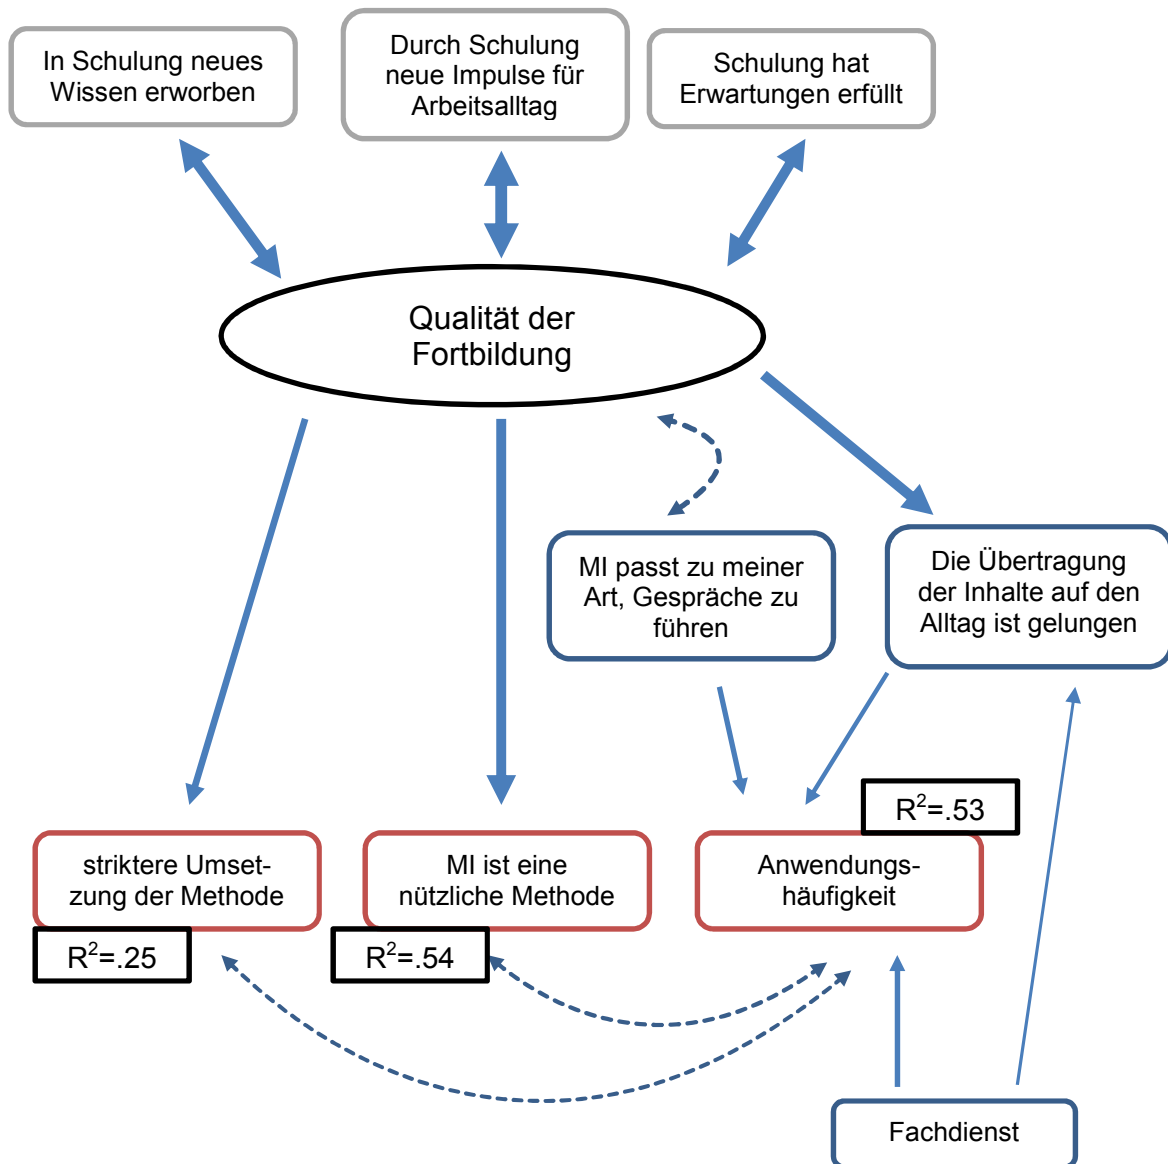 In Schulung neues
Wissen erworben
Durch Schulung
neue Impulse für
Arbeitsalltag
Schulung hat
Erwartungen erfüllt
Qualität der
Fortbildung
MI passt zu meiner
Art, Gespräche zu
führen
Die Übertragung
der Inhalte auf den
Alltag ist gelungen
R²=.53
striktere Umset-
zung der Methode
R²=.25
MI ist eine
nützliche Methode
R²=.54
Anwendungs-
häufigkeit
Fachdienst